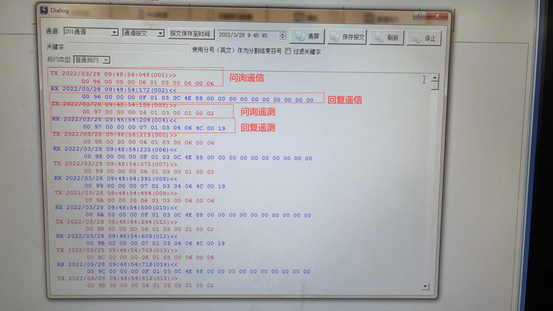 Dialog
通道 201通道 通道报文 报文保存至时间 2022/3/28 9:48:45 清屏 保存报文 刷新 停止
关键字 使用分号（英文）作为分割结束符号 过滤关键字
规约类型 普通规约
TX 2022/03/28 09:48:54:048(001)>>
00 96 00 00 00 06 01 03 00 06 00 06
问询遥信
RX 2022/03/28 09:48:54:172(002)<<
00 96 00 00 00 0F 01 03 0C 4E 88 00 00 00 00 00 00 00 00 00 00
回复遥信
TX 2022/03/28 09:48:54:188(003)>>
00 97 00 00 00 06 01 03 00 01 00 02
问询遥测
RX 2022/03/28 09:48:54:204(004)<<
00 97 00 00 00 07 01 03 04 06 4C 00 19
回复遥测
TX 2022/03/28 09:48:54:213(005)>>
00 98 00 00 00 06 01 03 00 06 00 06
RX 2022/03/28 09:48:54:235(006)<<
00 98 00 00 00 0F 01 03 0C 4E 88 00 00 00 00 00 00 00 00 00 00
TX 2022/03/28 09:48:54:375(007)>>
00 99 00 00 00 06 01 03 00 01 00 02
RX 2022/03/28 09:48:54:391(008)<<
00 99 00 00 00 07 01 03 04 06 4C 00 19
TX 2022/03/28 09:48:54:484(009)>>
00 9A 00 00 00 06 01 03 00 06 00 06
RX 2022/03/28 09:48:54:500(010)<<
00 9A 00 00 00 0F 01 03 0C 4E 88 00 00 00 00 00 00 00 00 00 00
TX 2022/03/28 09:48:54:594(011)>>
00 9B 00 00 00 06 01 03 00 01 00 02
RX 2022/03/28 09:48:54:609(012)<<
00 9B 00 00 00 07 01 03 04 06 4C 00 19
TX 2022/03/28 09:48:54:703(013)>>
00 9C 00 00 00 06 01 03 00 06 00 06
RX 2022/03/28 09:48:54:718(014)<<
00 9C 00 00 00 0F 01 03 0C 4E 88 00 00 00 00 00 00 00 00 00 00
TX 2022/03/28 09:48:54:812(015)>>
00 9D 00 00 00 06 01 03 00 01 00 02